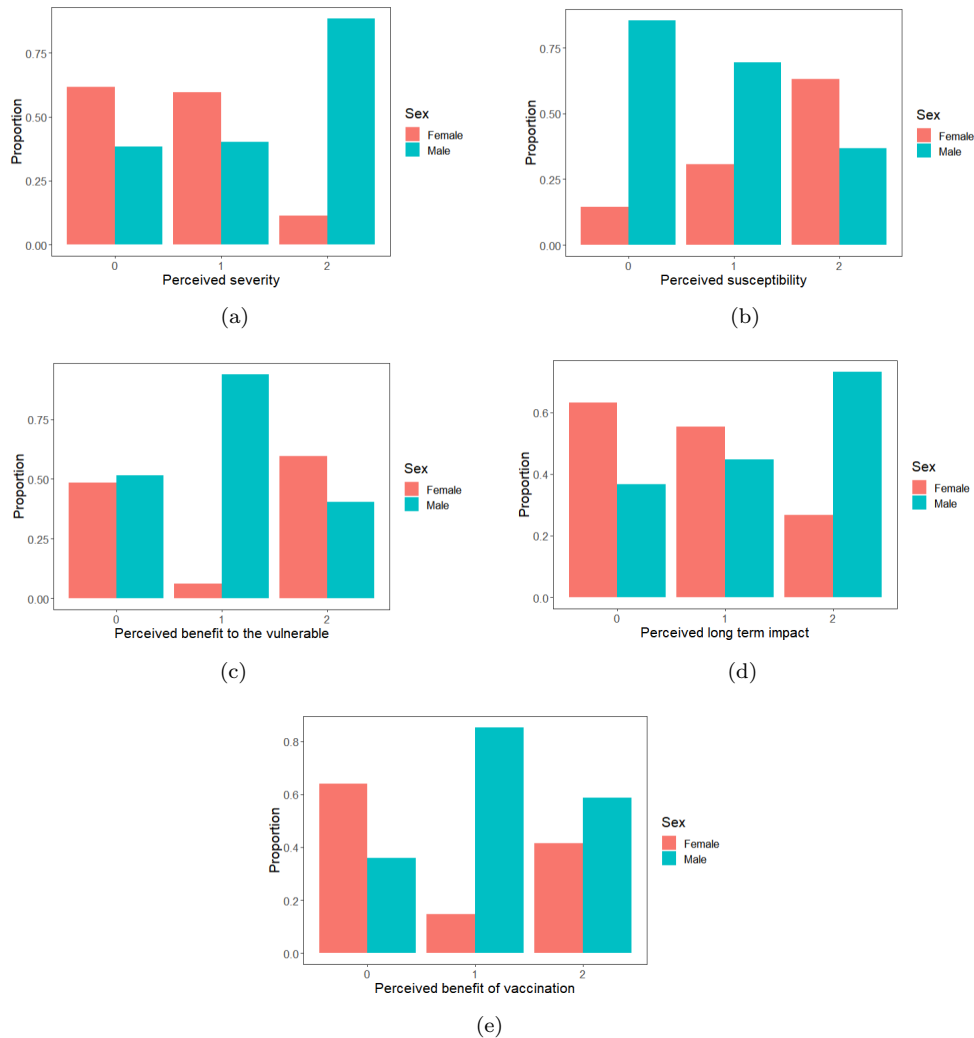 0.75
0.50
0.25
0.00
Proportion
0
1
2
Perceived severity
Sex
Female
Male
(a)
0.75
0.50
0.25
0.00
Proportion
0
1
2
Perceived susceptibility
Sex
Female
Male
(b)
0.75
0.50
0.25
0.00
Proportion
0
1
2
Perceived benefit to the vulnerable
Sex
Female
Male
(c)
0.6
0.4
0.2
0.0
Proportion
0
1
2
Perceived long term impact
Sex
Female
Male
(d)
0.8
0.6
0.4
0.2
0.0
Proportion
0
1
2
Perceived benefit of vaccination
Sex
Female
Male
(e)